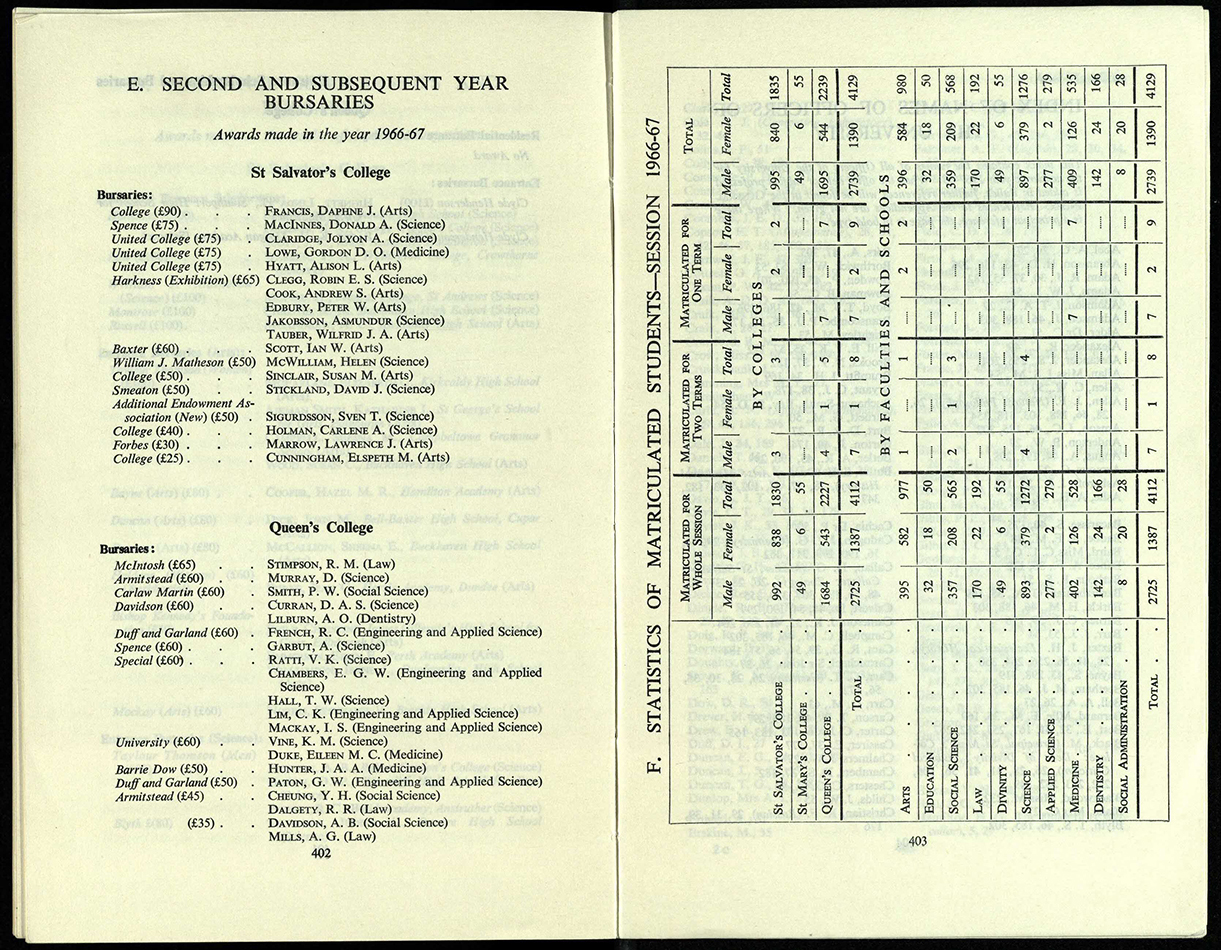 E. SECOND AND SUBSEQUENT YEAR
BURSARIES
Awards made in the year 1966-67
St Salvator's College
Bursaries:
College (£90) . . . FRANCIS, DAPHNE J. (Arts)
Spence (£75) . . . MACINNES, DONALD A. (Science)
United College (£75) . CLARIDGE, JOLYON A. (Science)
United College (£75) . LOWE, GORDON D. O. (Medicine)
United College (£75) . HYATT, ALISON L. (Arts)
Harkness (Exhibition) (£65) CLEGG, ROBIN E. S. (Science)
COOK, ANDREW S. (Arts)
EDBURY, PETER W. (Arts)
JAKOBSSON, ASMUNDUR (Science)
TAUBER, WILFRID J. A. (Arts)
Baxter (£60) . . . SCOTT, IAN W. (Arts)
William J. Matheson (£50) MCWILLIAM, HELEN (Science)
College (£50) . . . SINCLAIR, SUSAN M. (Arts)
Smeaton (£50) . . STICKLAND, DAVID J. (Science)
Additional Endowment As-
sociation (New) (£50) . SIGURDSSON, SVEN T. (Science)
College (£40) . . . HOLMAN, CARLENE A. (Science)
Forbes (£30) . . . MARROW, LAWRENCE J. (Arts)
College (£25) . . . CUNNINGHAM, ELSPETH M. (Arts)
Queen's College
Bursaries:
McIntosh (£65) . . STIMPSON, R. M. (Law)
Armitstead (£60) . . MURRAY, D. (Science)
Carlaw Martin (£60) . SMITH, P. W. (Social Science)
Davidson (£60) . . CURRAN, D. A. S. (Science)
LILBURN, A. O. (Dentistry)
Duff and Garland (£60) . FRENCH, R. C. (Engineering and Applied Science)
Spence (£60) . . . GARBUT, A. (Science)
Special (£60) . . . RATTI, V. K. (Science)
CHAMBERS, E. G. W. (Engineering and Applied
Science)
HALL, T. W. (Science)
LIM, C. K. (Engineering and Applied Science)
MACKAY, I. S. (Engineering and Applied Science)
University (£60) . . VINE, K. M. (Science)
DUKE, EILEEN M. C. (Medicine)
Barrie Dow (£50) . . HUNTER, J. A. A. (Medicine)
Duff and Garland (£50) . PATON, G. W. (Engineering and Applied Science)
Armitstead (£45) . . CHEUNG, Y. H. (Social Science)
DALGETY, R. R. (Law)
(£35) . . DAVIDSON, A. B. (Social Science)
MILLS, A. G. (Law)
402
F. STATISTICS OF MATRICULATED STUDENTS—SESSION 1966-67
MATRICULATED FOR WHOLE SESSION MATRICULATED FOR TWO TERMS MATRICULATED FOR ONE TERM TOTAL
Male Female Total Male Female Total Male Female Total Male Female Total
BY COLLEGES
St SALVATOR'S COLLEGE . 992 838 1830 3 ..... 3 ..... 2 2 995 840 1835
St MARY'S COLLEGE . . 49 6 55 ..... ..... ..... ..... ..... ..... 49 6 55
QUEEN'S COLLEGE . . 1684 543 2227 4 1 5 7 ..... 7 1695 544 2239
TOTAL . . 2725 1387 4112 7 1 8 7 2 9 2739 1390 4129
BY FACULTIES AND SCHOOLS
ARTS . . . . 395 582 977 1 ..... 1 ..... 2 2 396 584 980
EDUCATION . . . 32 18 50 ..... ..... ..... ..... ..... ..... 32 18 50
SOCIAL SCIENCE . . 357 208 565 2 1 3 ..... ..... ..... 359 209 568
LAW . . . . 170 22 192 ..... ..... ..... ..... ..... ..... 170 22 192
DIVINITY . . . 49 6 55 ..... ..... ..... ..... ..... ..... 49 6 55
SCIENCE . . . 893 379 1272 4 ..... 4 ..... ..... ..... 897 379 1276
APPLIED SCIENCE . . 277 2 279 ..... ..... ..... ..... ..... ..... 277 2 279
MEDICINE . . . 402 126 528 ..... ..... ..... 7 ..... 7 409 126 535
DENTISTRY . . . 142 24 166 ..... ..... ..... ..... ..... ..... 142 24 166
SOCIAL ADMINISTRATION . 8 20 28 ..... ..... ..... ..... ..... ..... 8 20 28
TOTAL . . 2725 1387 4112 7 1 8 7 2 9 2739 1390 4129
403